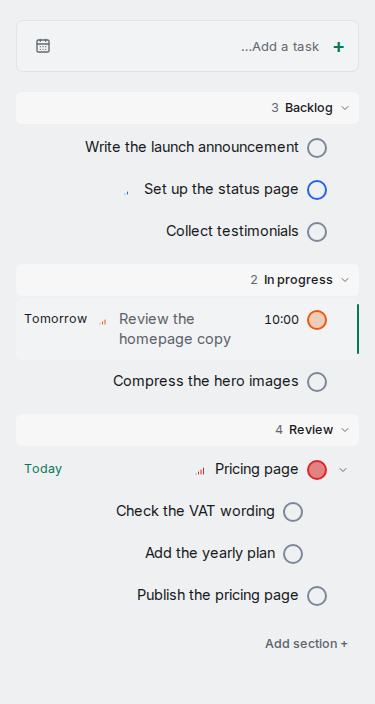 ...Add a task +
3 Backlog
Write the launch announcement
Set up the status page
Collect testimonials
2 In progress
10:00 Review the Tomorrow
homepage copy
Compress the hero images
4 Review
Pricing page Today
Check the VAT wording
Add the yearly plan
Publish the pricing page
Add section +